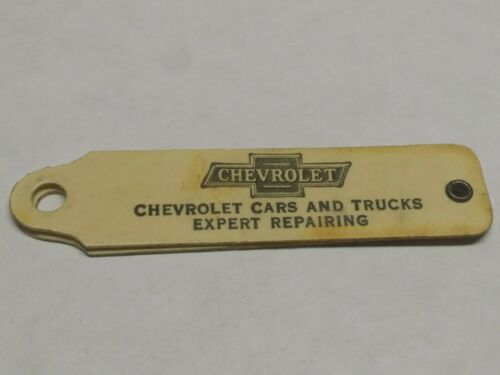 CHEVROLET
CHEVROLET CARS AND TRUCKS
EXPERT REPAIRING